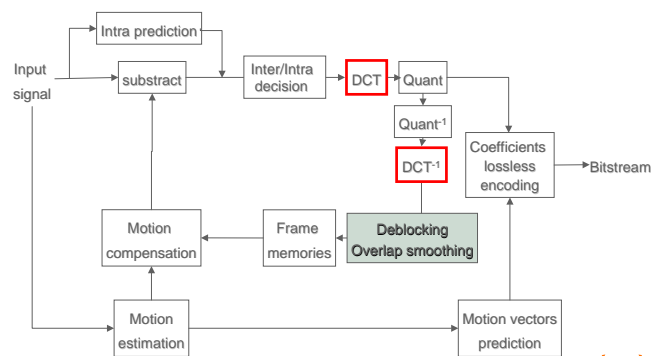 Intra prediction
Input
signal
substract
Inter/Intra
decision
DCT
Quant
Quant-1
DCT-1
Coefficients
lossless
encoding
Bitstream
Motion
compensation
Frame
memories
Deblocking
Overlap smoothing
Motion
estimation
Motion vectors
prediction